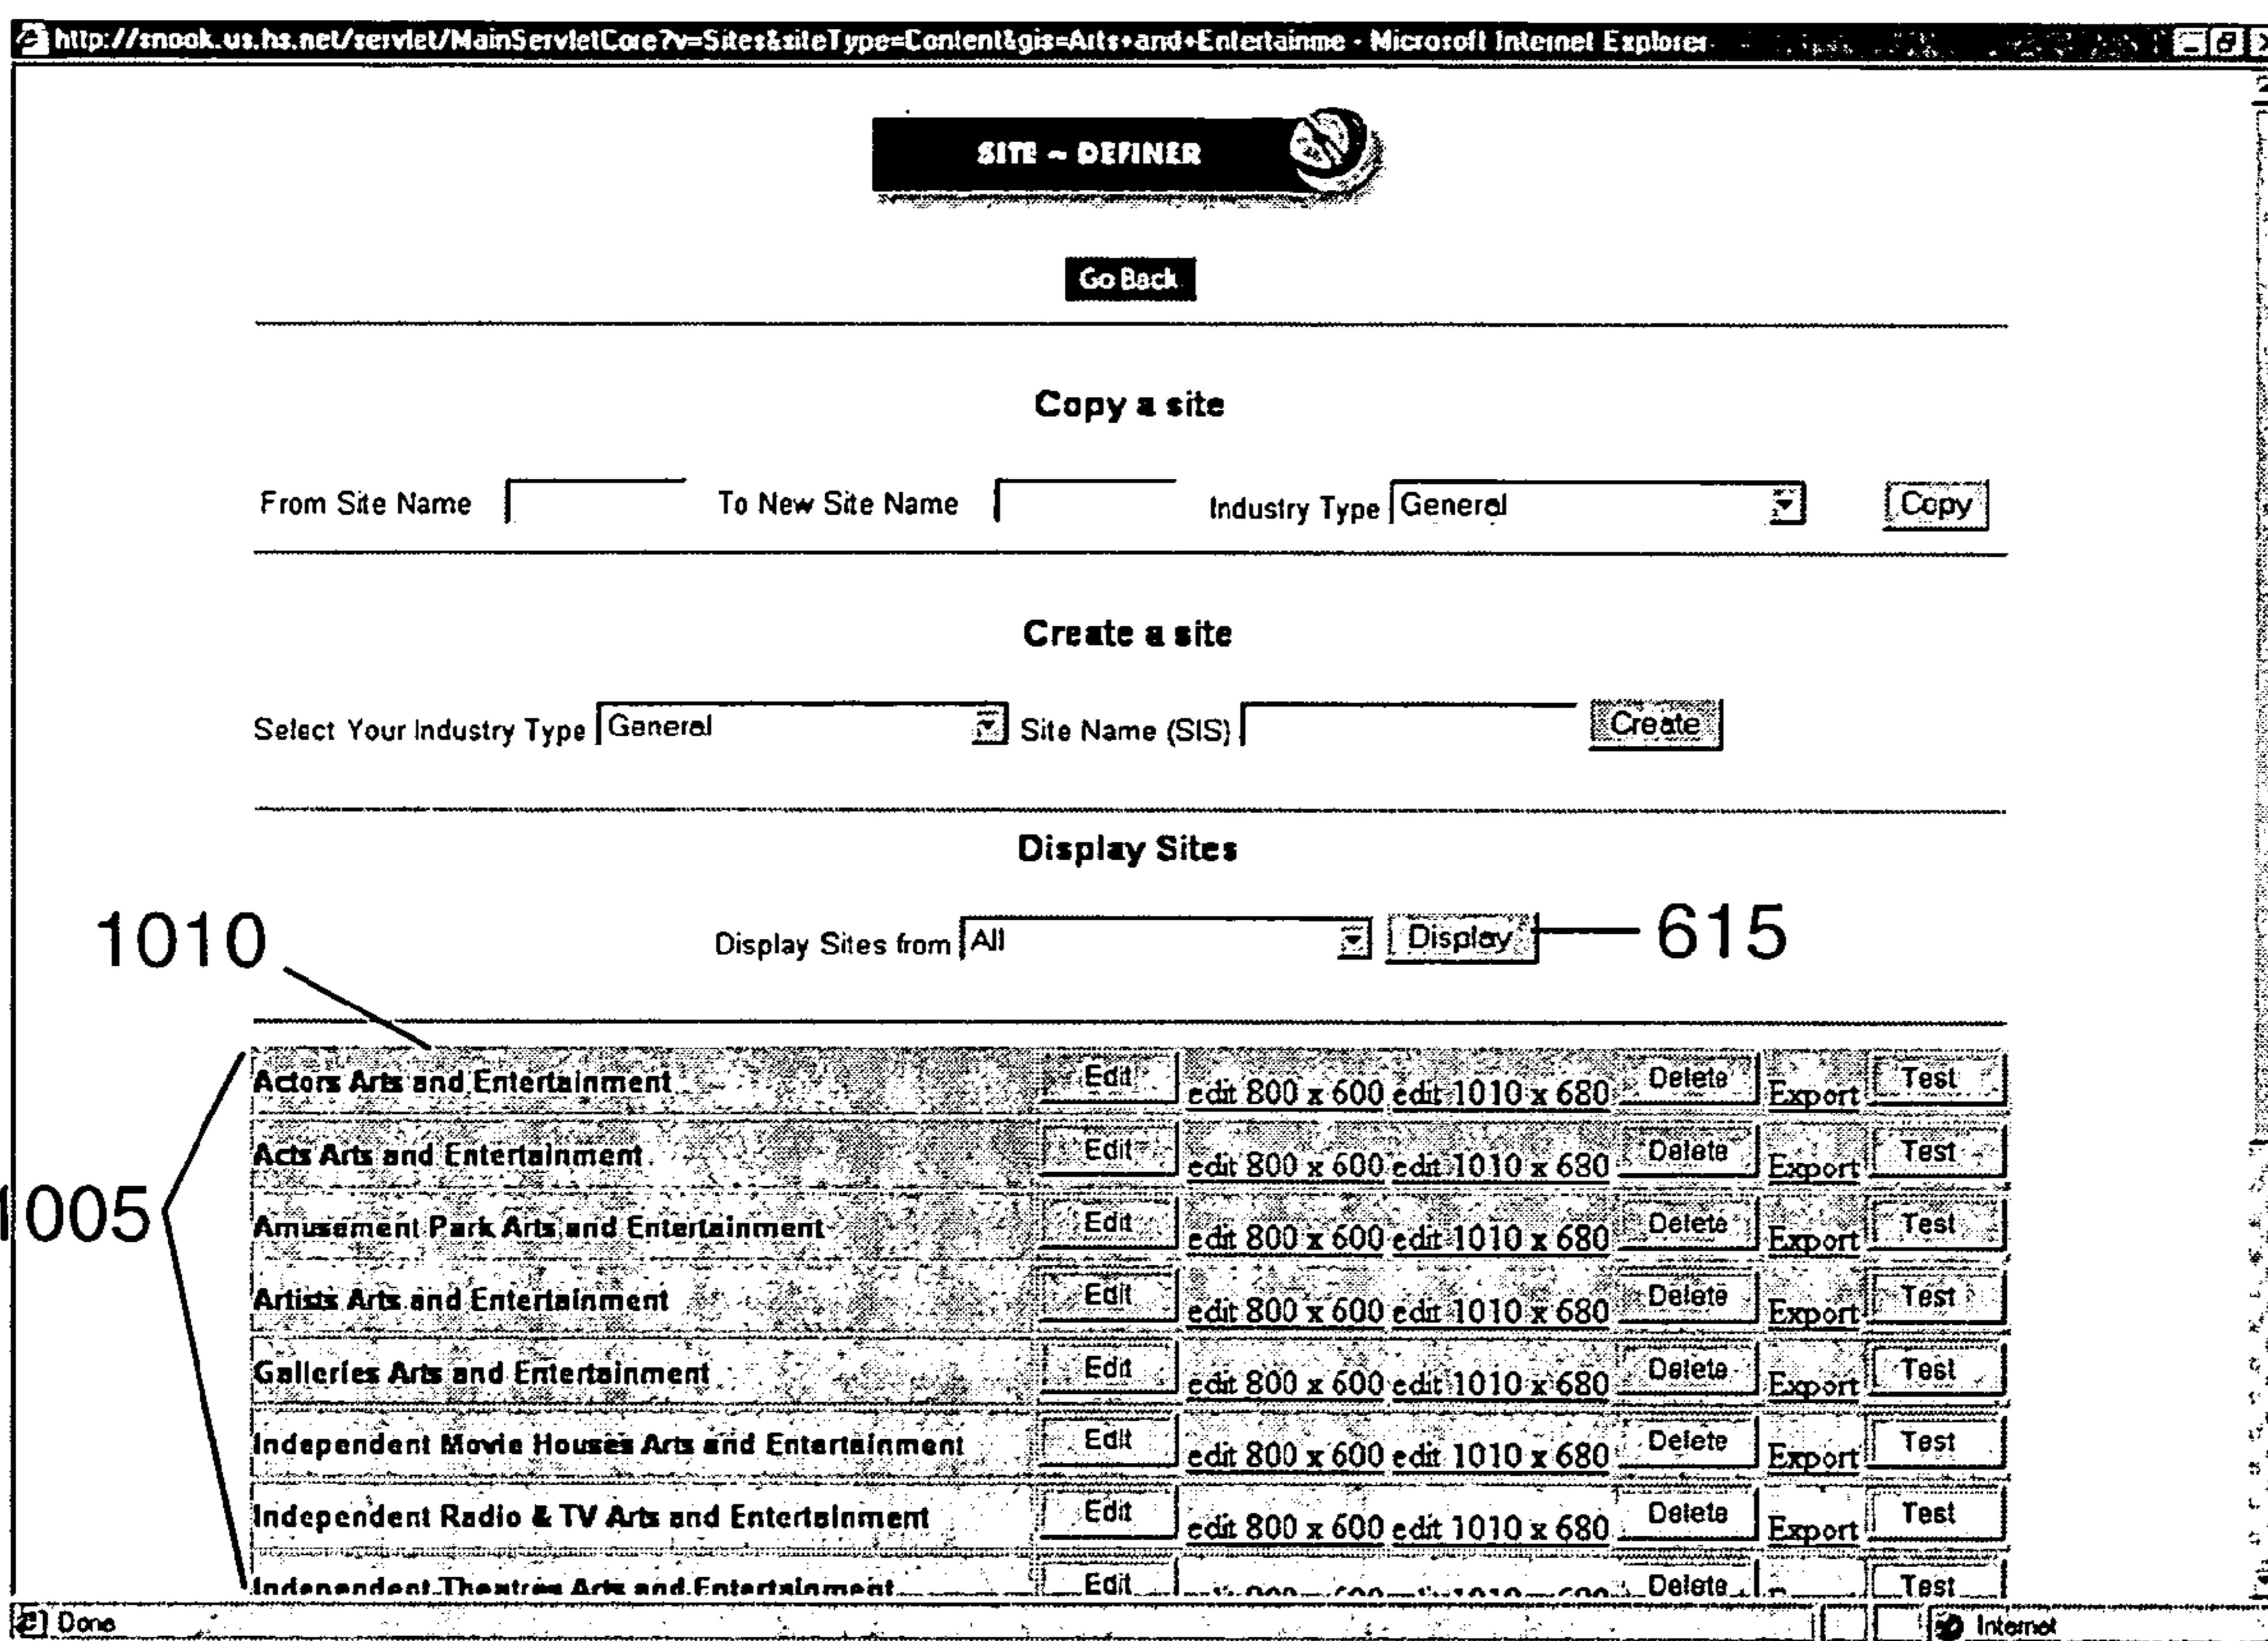 http://snook.us.hs.net/servlet/MainServletCore?v=Sites&siteType=Content&gis=Arts+and+Entertainme - Microsoft Internet Explorer
SITE ~ DEFINER
Go Back
Copy a site
From Site Name To New Site Name Industry Type General Copy
Create a site
Select Your Industry Type General Site Name (SIS) Create
Display Sites
1010 Display Sites from All Display 615
Actors Arts and Entertainment Edit edit 800 x 600 edit 1010 x 680 Delete Export Test
Acts Arts and Entertainment Edit edit 800 x 600 edit 1010 x 680 Delete Export Test
1005 Amusement Park Arts and Entertainment Edit edit 800 x 600 edit 1010 x 680 Delete Export Test
Artists Arts and Entertainment Edit edit 800 x 600 edit 1010 x 680 Delete Export Test
Galleries Arts and Entertainment Edit edit 800 x 600 edit 1010 x 680 Delete Export Test
Independent Movie Houses Arts and Entertainment Edit edit 800 x 600 edit 1010 x 680 Delete Export Test
Independent Radio & TV Arts and Entertainment Edit edit 800 x 600 edit 1010 x 680 Delete Export Test
Independent Theatres Arts and Entertainment Edit Delete Test
Done Internet